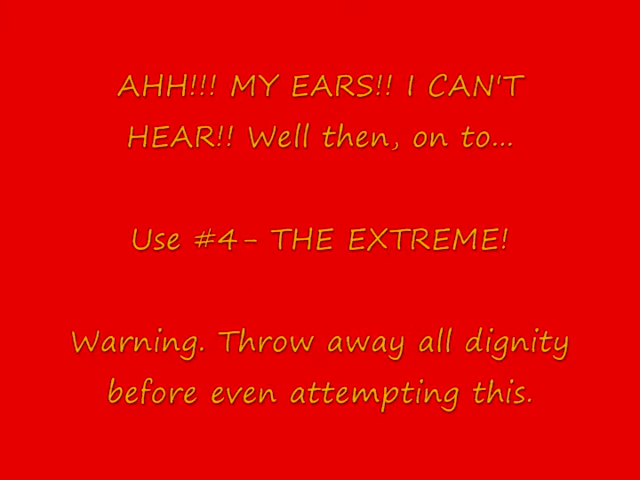 AHH!!! MY EARS!! I CAN'T
HEAR!! Well then, on to...
Use #4- THE EXTREME!
Warning. Throw away all dignity
before even attempting this.